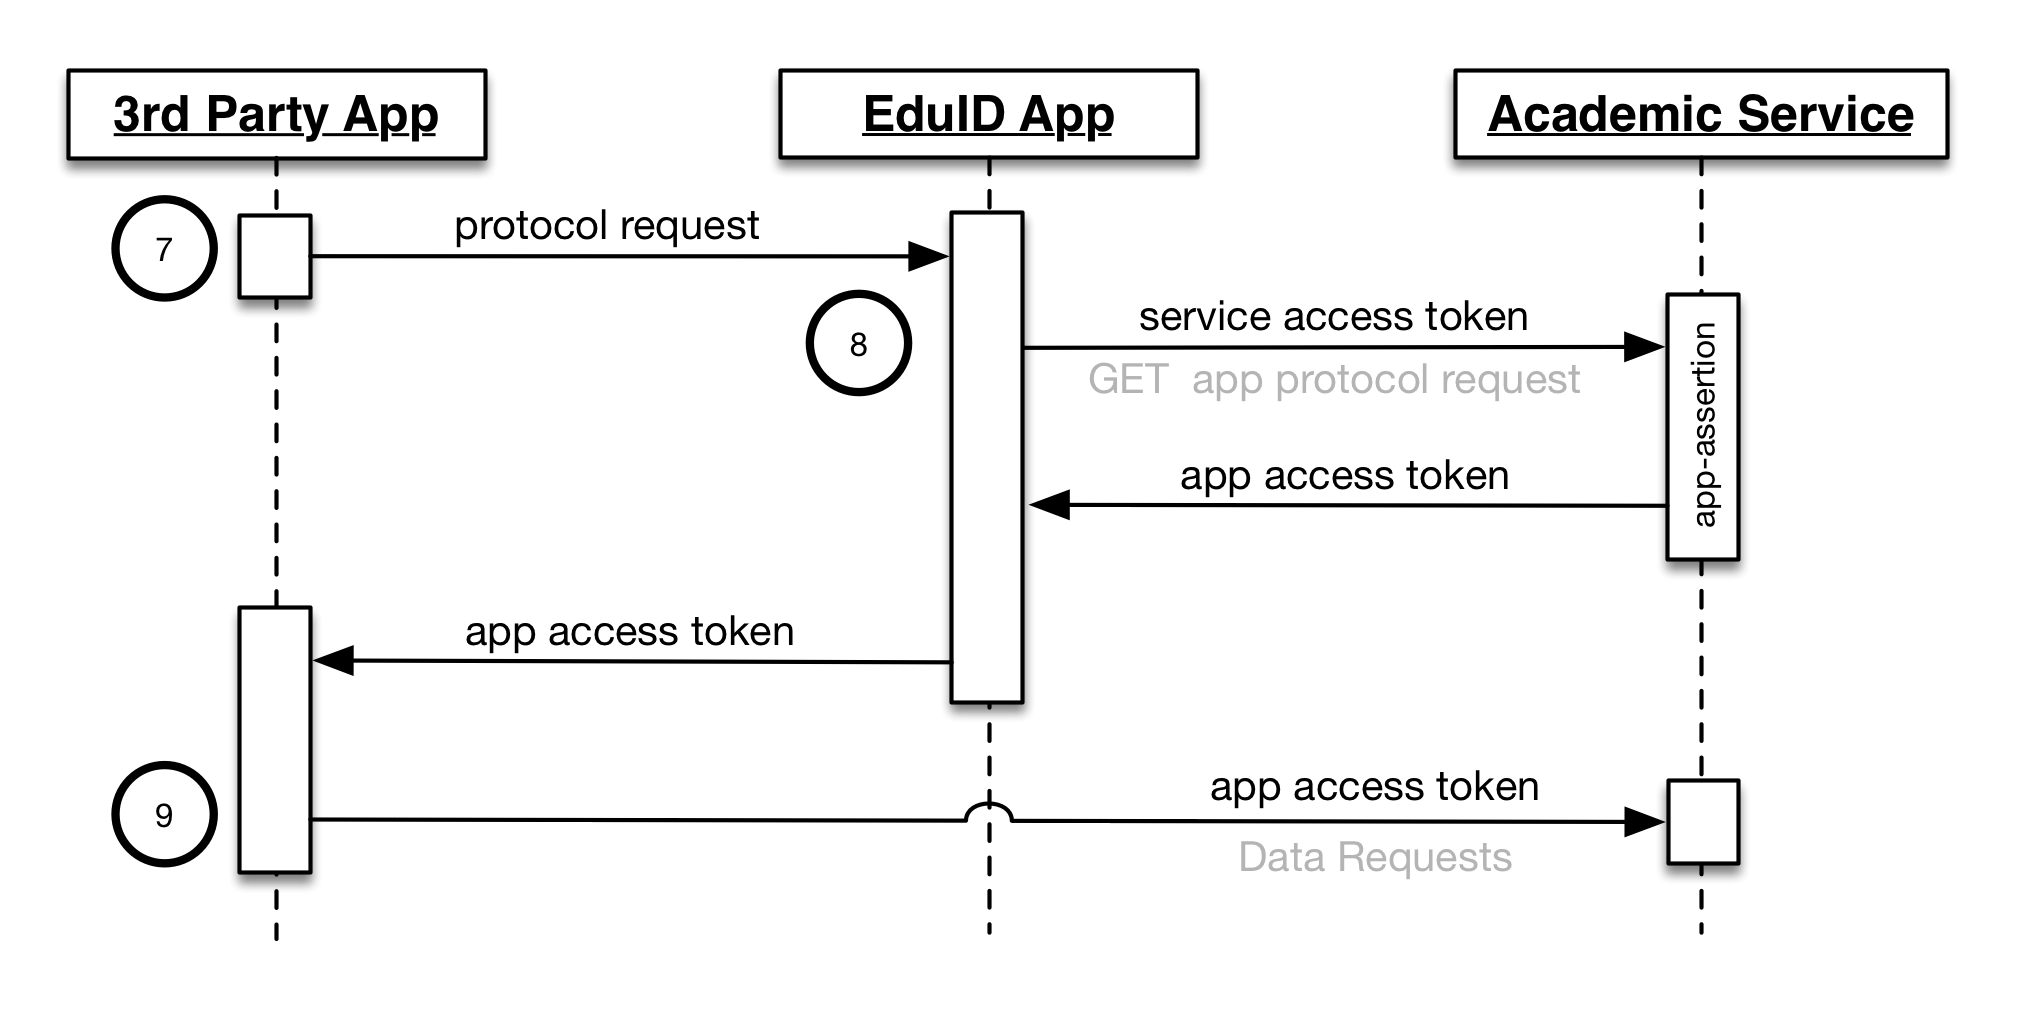 3rd Party App
EduID App
Academic Service
7
protocol request
8
service access token
GET app protocol request
app-assertion
app access token
app access token
9
app access token
Data Requests